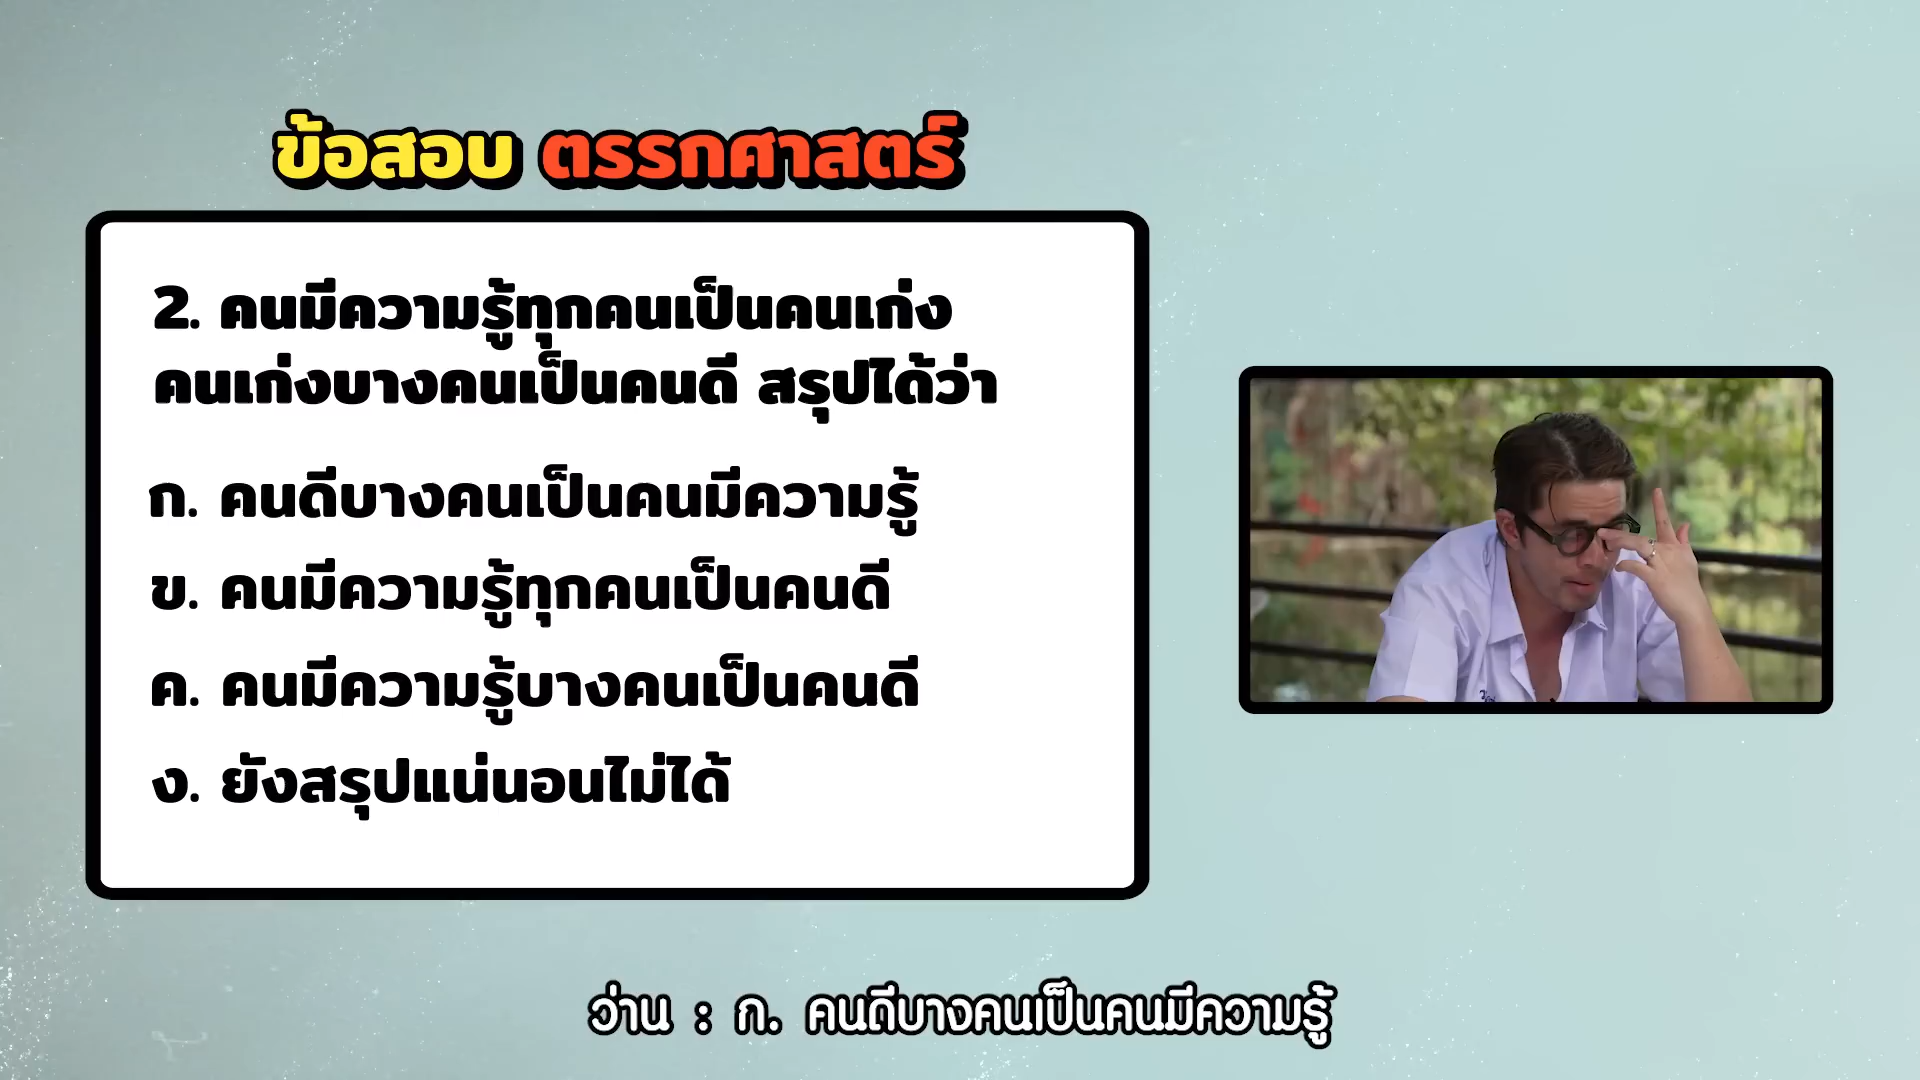 ข้อสอบ ตรรกศาสตร์
2. คนมีความรู้ทุกคนเป็นคนเก่ง
คนเก่งบางคนเป็นคนดี สรุปได้ว่า
ก. คนดีบางคนเป็นคนมีความรู้
ข. คนมีความรู้ทุกคนเป็นคนดี
ค. คนมีความรู้บางคนเป็นคนดี
ง. ยังสรุปแน่นอนไม่ได้
ว่าน : ก. คนดีบางคนเป็นคนมีความรู้